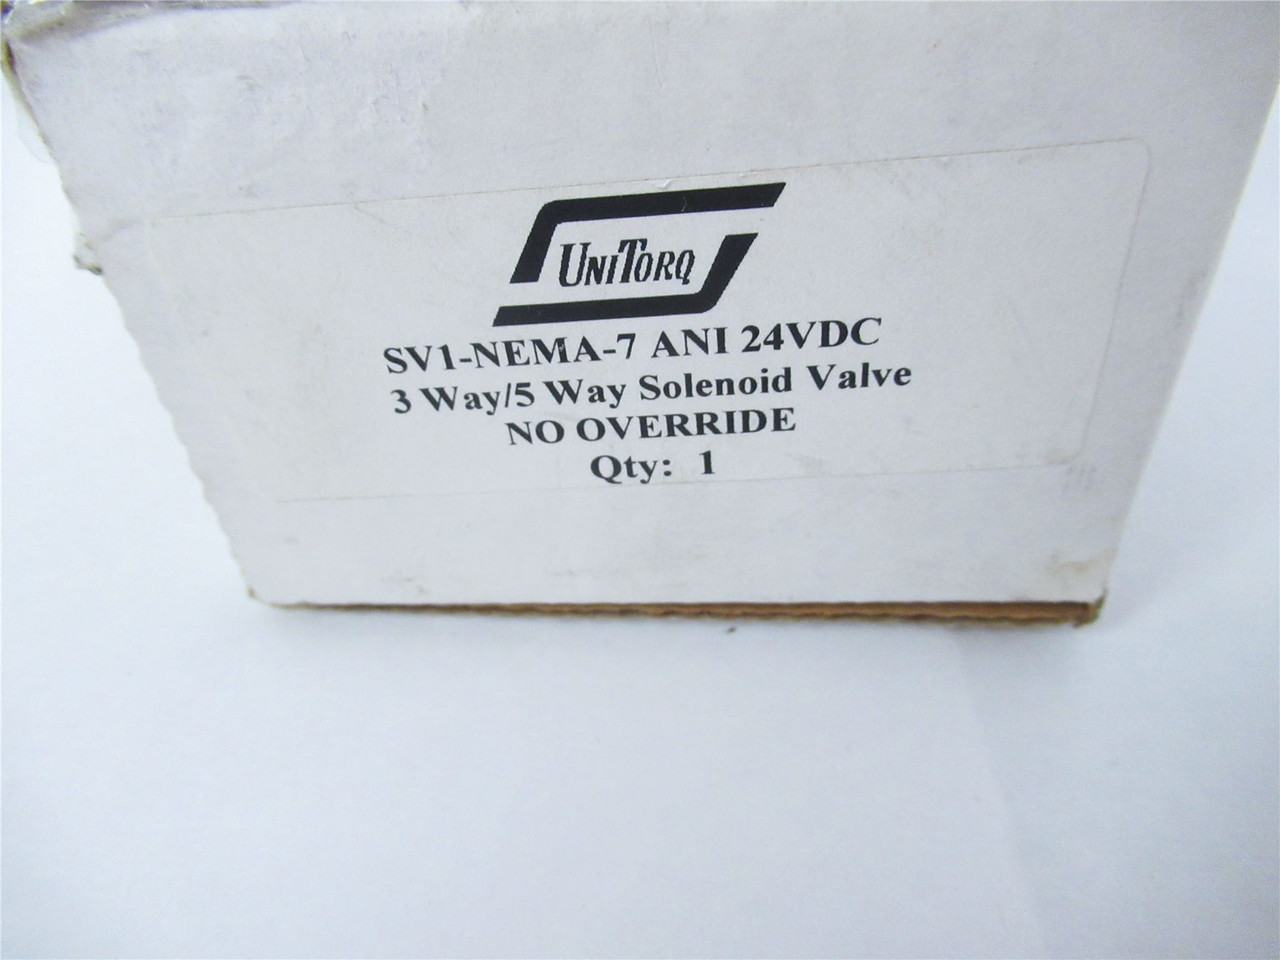 UNITORQ
SV1-NEMA-7 ANI 24VDC
3 Way/5 Way Solenoid Valve
NO OVERRIDE
Qty: 1